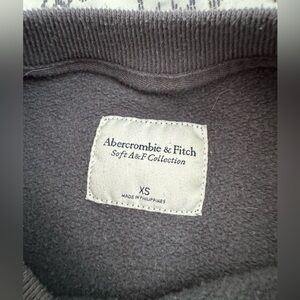 Abercrombie & Fitch
Soft A&F Collection
XS
MADE IN PHILIPPINES